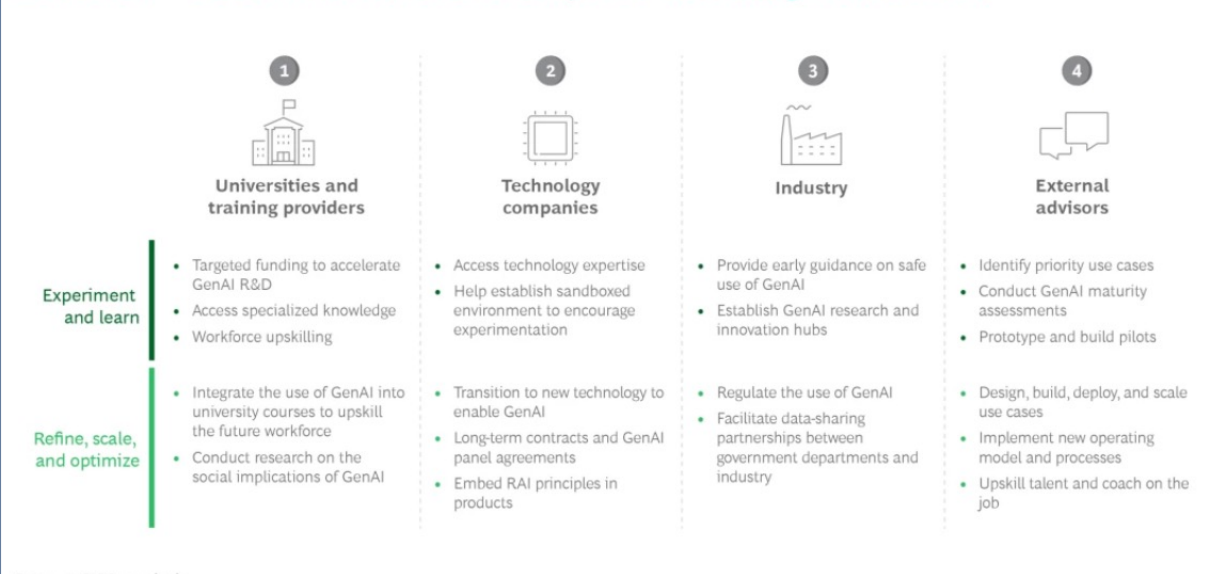 1
2
3
4
Universities and
training providers
Technology
companies
Industry
External
advisors
Experiment
and learn
• Targeted funding to accelerate
GenAI R&D
• Access specialized knowledge
• Workforce upskilling
• Access technology expertise
• Help establish sandboxed
environment to encourage
experimentation
• Provide early guidance on safe
use of GenAI
• Establish GenAI research and
innovation hubs
• Identify priority use cases
• Conduct GenAI maturity
assessments
• Prototype and build pilots
Refine, scale,
and optimize
• Integrate the use of GenAI into
university courses to upskill
the future workforce
• Conduct research on the
social implications of GenAI
• Transition to new technology to
enable GenAI
• Long-term contracts and GenAI
panel agreements
• Embed RAI principles in
products
• Regulate the use of GenAI
• Facilitate data-sharing
partnerships between
government departments and
industry
• Design, build, deploy, and scale
use cases
• Implement new operating
model and processes
• Upskill talent and coach on the
job